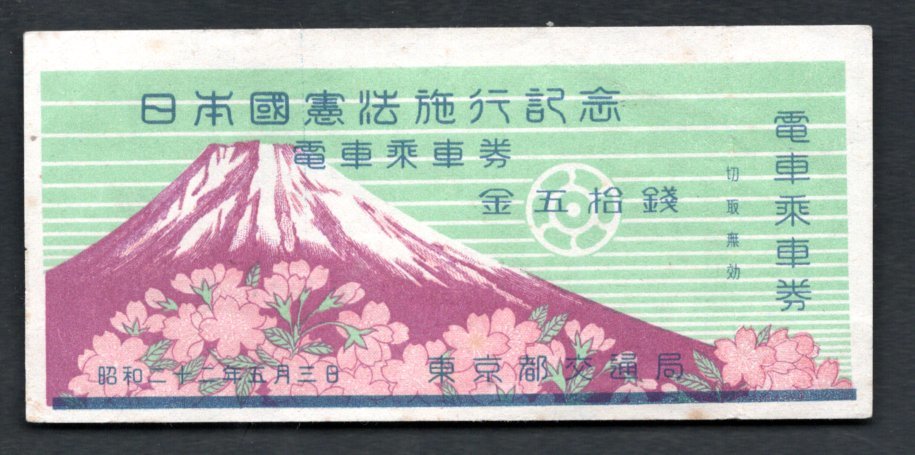 日本國憲法施行記念
電車乘車券
金五拾錢
昭和二十二年五月三日
東京都交通局
電車乘車券
切取無効